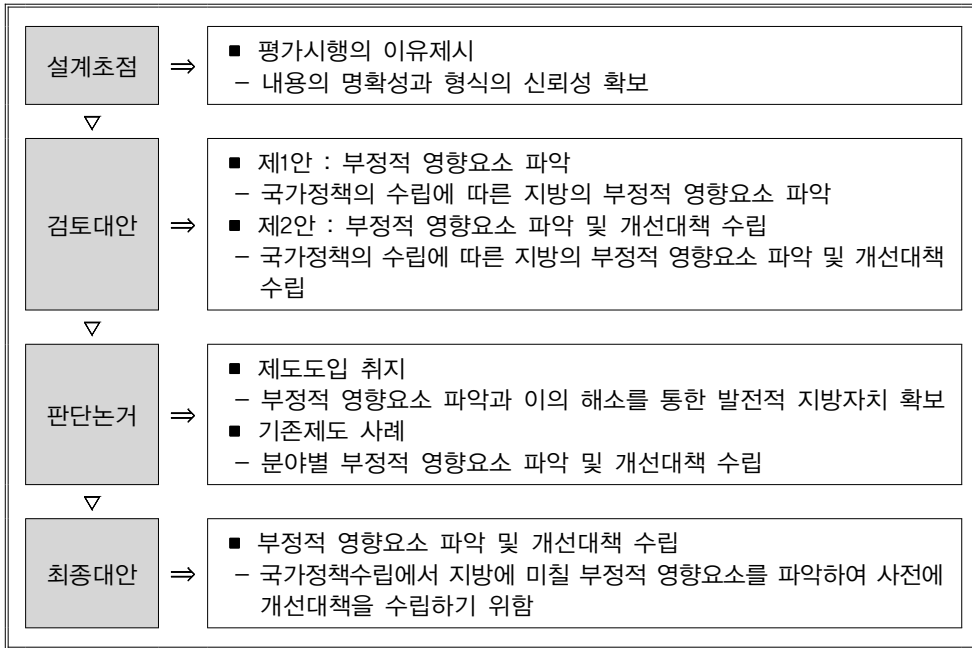 설계초점 ⇒ ■ 평가시행의 이유제시
– 내용의 명확성과 형식의 신뢰성 확보
▽
■ 제1안 : 부정적 영향요소 파악
– 국가정책의 수립에 따른 지방의 부정적 영향요소 파악
검토대안 ⇒ ■ 제2안 : 부정적 영향요소 파악 및 개선대책 수립
– 국가정책의 수립에 따른 지방의 부정적 영향요소 파악 및 개선대책
수립
▽
■ 제도도입 취지
– 부정적 영향요소 파악과 이의 해소를 통한 발전적 지방자치 확보
판단논거 ⇒ ■ 기존제도 사례
– 분야별 부정적 영향요소 파악 및 개선대책 수립
▽
■ 부정적 영향요소 파악 및 개선대책 수립
최종대안 ⇒ – 국가정책수립에서 지방에 미칠 부정적 영향요소를 파악하여 사전에
개선대책을 수립하기 위함